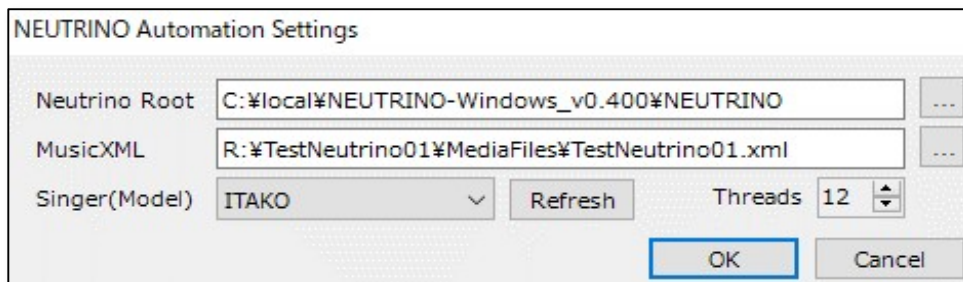 NEUTRINO Automation Settings
Neutrino Root C:¥local¥NEUTRINO-Windows_v0.400¥NEUTRINO ...
MusicXML R:¥TestNeutrino01¥MediaFiles¥TestNeutrino01.xml ...
Singer(Model) ITAKO Refresh Threads 12
OK Cancel